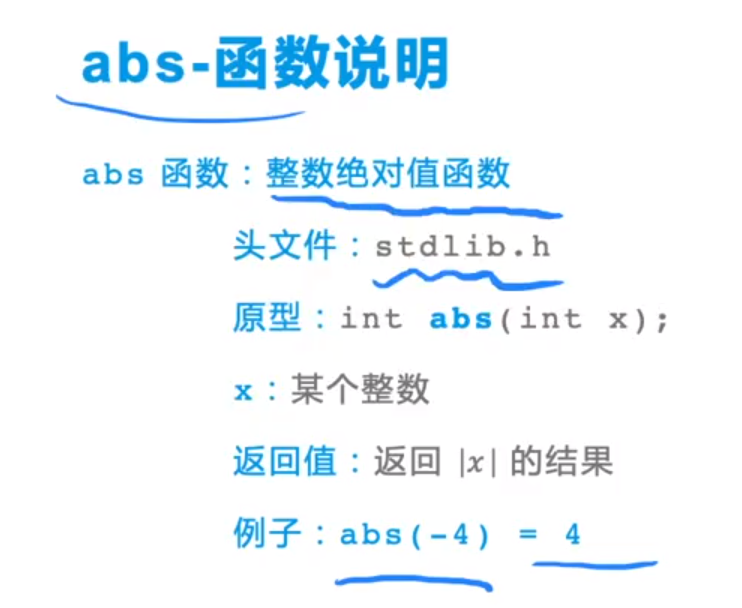 abs-函数说明
abs 函数：整数绝对值函数
头文件：stdlib.h
原型：int abs(int x);
x：某个整数
返回值：返回 |x| 的结果
例子：abs(-4) = 4